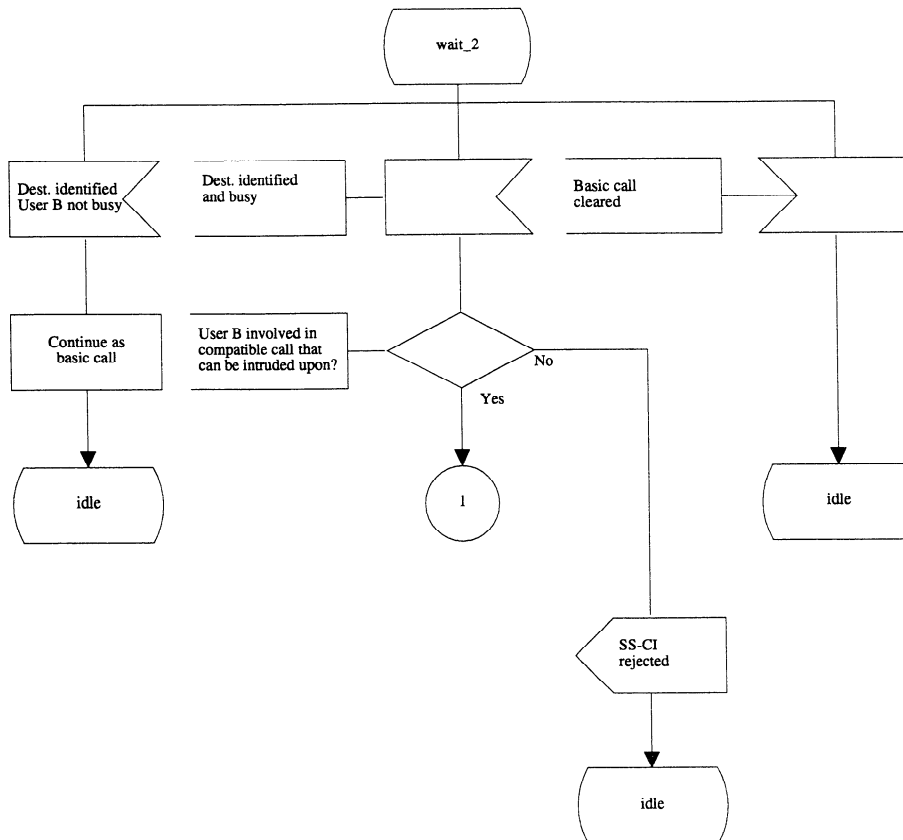 wait_2
Dest. identified
User B not busy
Dest. identified
and busy
Basic call
cleared
Continue as
basic call
User B involved in
compatible call that
can be intruded upon?
No
Yes
idle
1
idle
SS-CI
rejected
idle